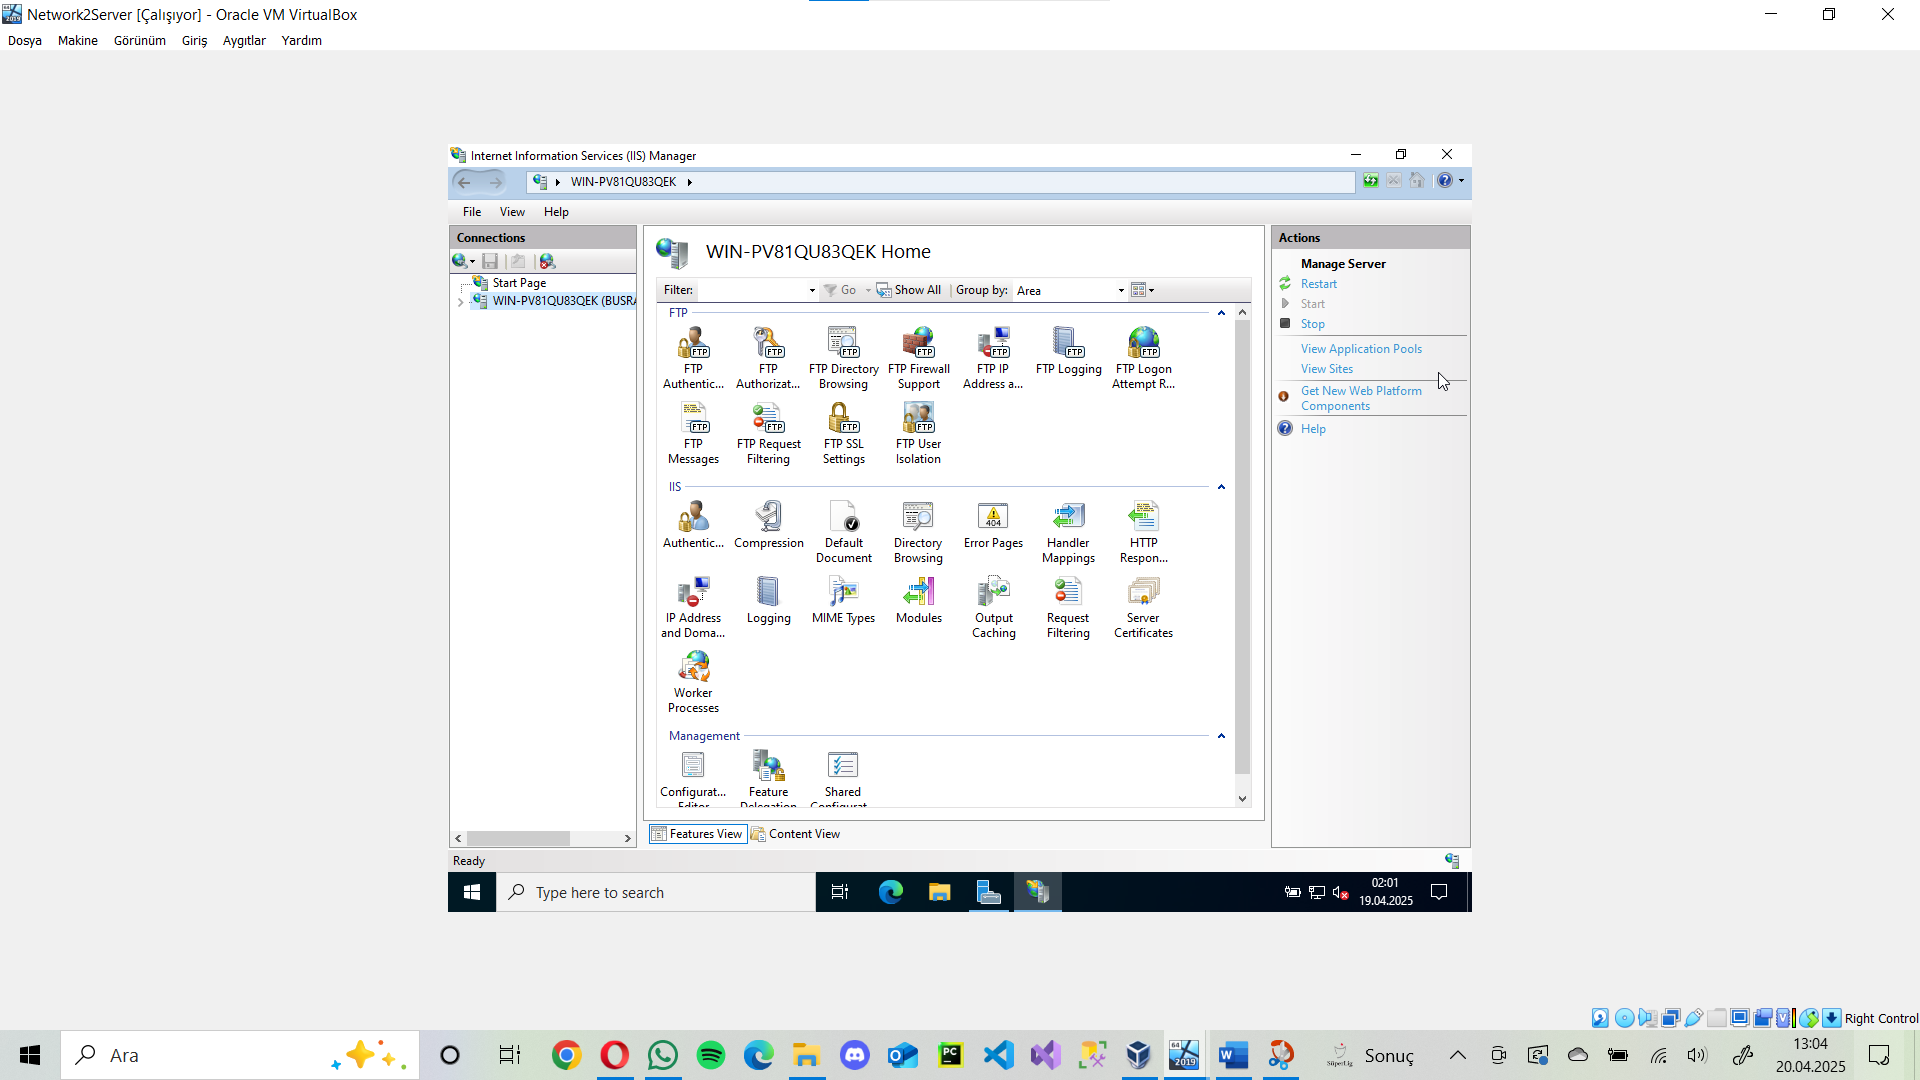 Network2Server [Çalışıyor] - Oracle VM VirtualBox
Dosya Makine Görünüm Giriş Aygıtlar Yardım
Internet Information Services (IIS) Manager
WIN-PV81QU83QEK
File View Help
Connections
Start Page
WIN-PV81QU83QEK (BUSRA
WIN-PV81QU83QEK Home
Filter: Go Show All Group by: Area
FTP
FTP Authentic...
FTP Authorizat...
FTP Directory Browsing
FTP Firewall Support
FTP IP Address a...
FTP Logging
FTP Logon Attempt R...
FTP Messages
FTP Request Filtering
FTP SSL Settings
FTP User Isolation
IIS
Authentic...
Compression
Default Document
Directory Browsing
404
Error Pages
Handler Mappings
HTTP Respon...
IP Address and Doma...
Logging
MIME Types
Modules
Output Caching
Request Filtering
Server Certificates
Worker Processes
Management
Configurat... Editor
Feature Delegation
Shared Configurat...
Features View Content View
Actions
Manage Server
Restart
Start
Stop
View Application Pools
View Sites
Get New Web Platform Components
Help
Ready
Type here to search
02:01
19.04.2025
Right Control
Ara
Sonuç
13:04
20.04.2025